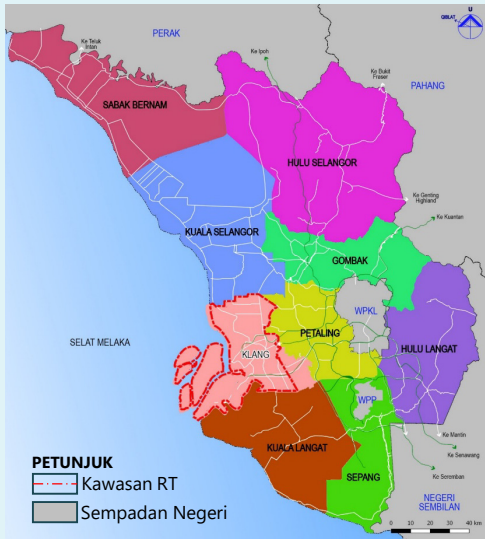 U
QIBLAT
Ke Teluk
Intan
PERAK
Ke Ipoh
Ke Bukit
Fraser
PAHANG
SABAK BERNAM
HULU SELANGOR
Ke Genting
Highland
Ke Kuantan
KUALA SELANGOR
GOMBAK
WPKL
PETALING
SELAT MELAKA
KLANG
HULU LANGAT
WPP
KUALA LANGAT
Ke Mantin
Ke Senawang
Ke Seremban
SEPANG
NEGERI
SEMBILAN
PETUNJUK
Kawasan RT
Sempadan Negeri
0 10 20 30 40 km